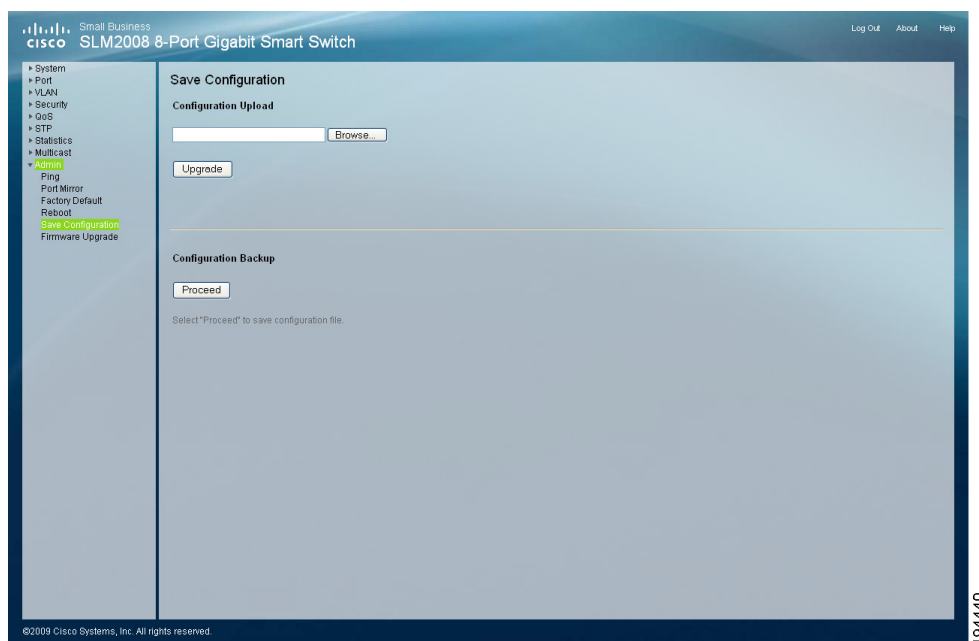 Small Business
CISCO SLM2008 8-Port Gigabit Smart Switch
Log Out About Help
System
Port
VLAN
Security
QoS
STP
Statistics
Multicast
Admin
Ping
Port Mirror
Factory Default
Reboot
Save Configuration
Firmware Upgrade
Save Configuration
Configuration Upload
Browse...
Upgrade
Configuration Backup
Proceed
Select "Proceed" to save configuration file.
©2009 Cisco Systems, Inc. All rights reserved.